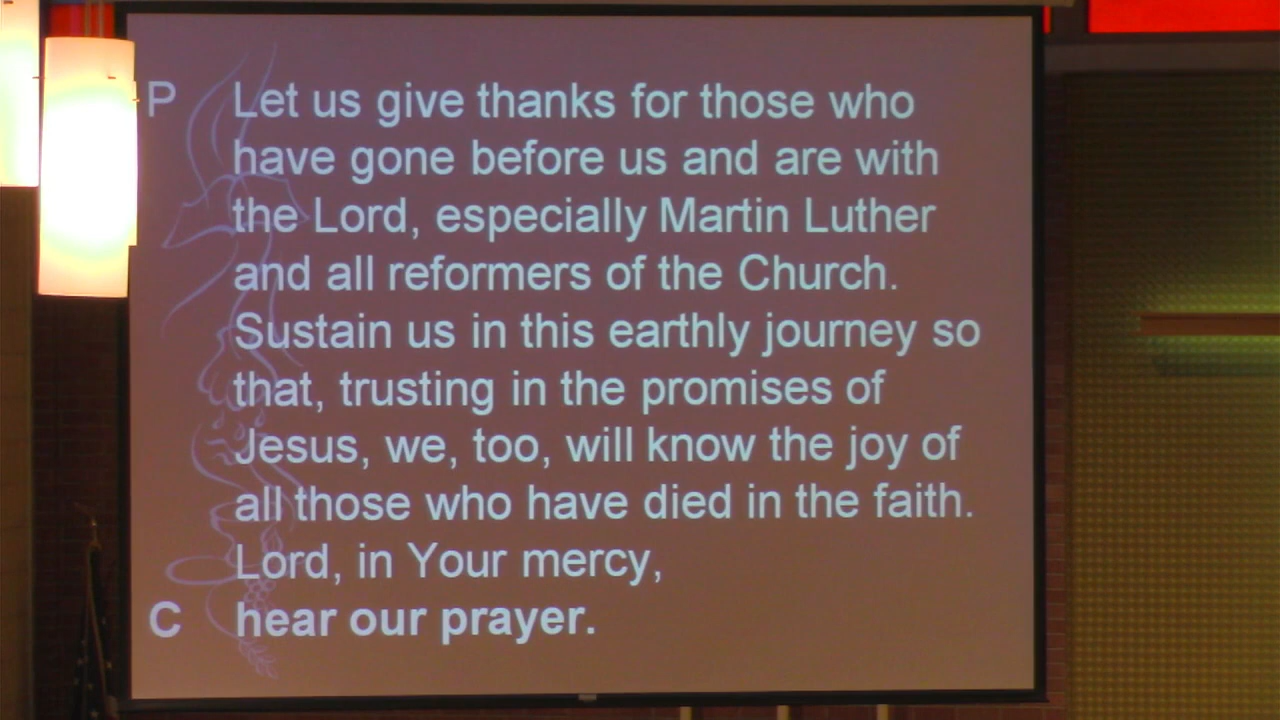 P Let us give thanks for those who
have gone before us and are with
the Lord, especially Martin Luther
and all reformers of the Church.
Sustain us in this earthly journey so
that, trusting in the promises of
Jesus, we, too, will know the joy of
all those who have died in the faith.
Lord, in Your mercy,
C hear our prayer.